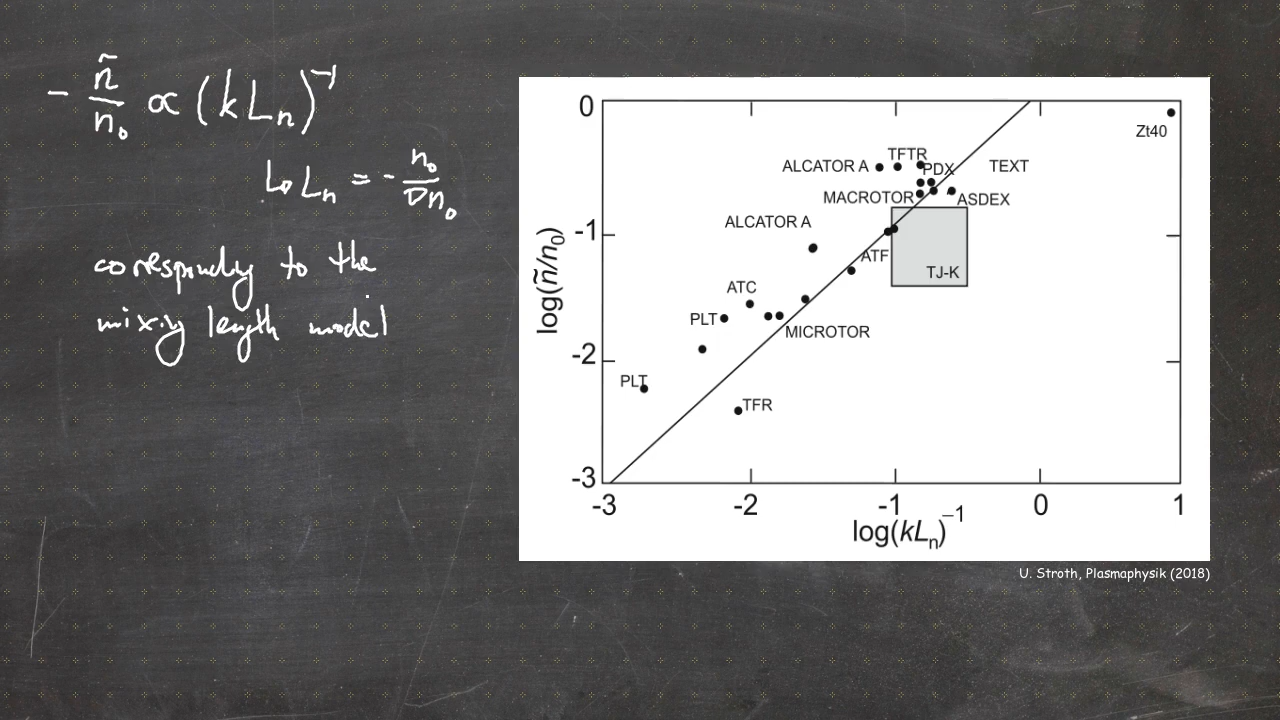 - ñ/n₀ ∝ (k Lₙ)⁻¹
↳ Lₙ = - n₀/∇n₀
corresponding to the
mixing length model
0
Zt40
TFTR
ALCATOR A
PDX
TEXT
MACROTOR
ASDEX
ALCATOR A
-1
ATF
TJ-K
ATC
PLT
MICROTOR
-2
PLT
TFR
-3
log(ñ/n₀)
-3 -2 -1 0 1
log(kLₙ)⁻¹
U. Stroth, Plasmaphysik (2018)